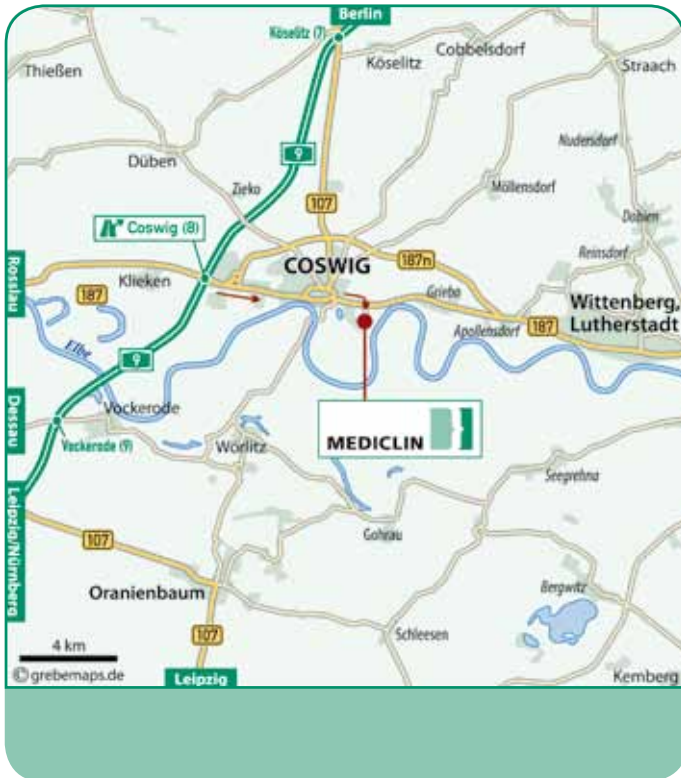 Berlin
Köselitz (7)
Cobbelsdorf
Köselitz
Straach
Thießen
Nudersdorf
Düben
9
Zieko
Möllensdorf
107
Dobien
Coswig (8)
Reinsdorf
COSWIG
187n
Rosslau
Klieken
187
Griebo
Wittenberg,
Lutherstadt
Apollensdorf
187
Elbe
9
Vockerode
Dessau
MEDICLIN
Vockerode (9)
Wörlitz
Seegrehna
Leipzig/Nürnberg
107
Gohrau
Bergwitz
Oranienbaum
107
Schleesen
4 km
Kemberg
©grebemaps.de
Leipzig